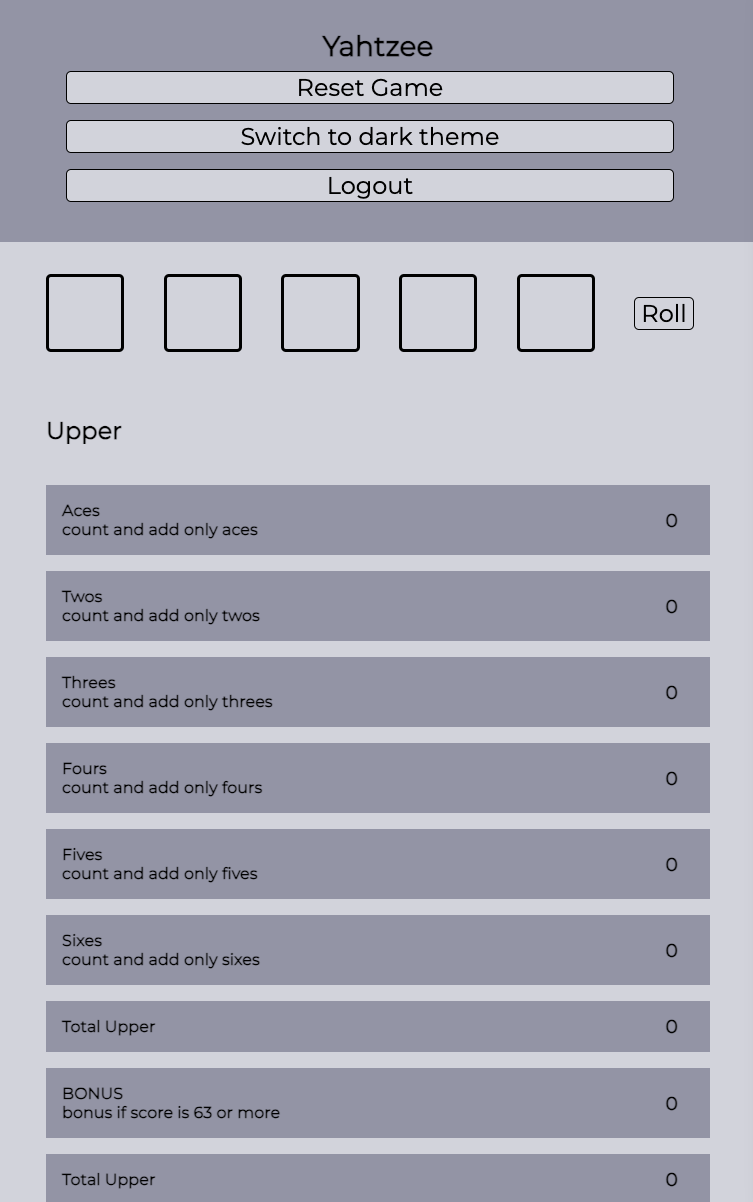 Yahtzee
Reset Game
Switch to dark theme
Logout
Roll
Upper
Aces
count and add only aces
0
Twos
count and add only twos
0
Threes
count and add only threes
0
Fours
count and add only fours
0
Fives
count and add only fives
0
Sixes
count and add only sixes
0
Total Upper
0
BONUS
bonus if score is 63 or more
0
Total Upper
0